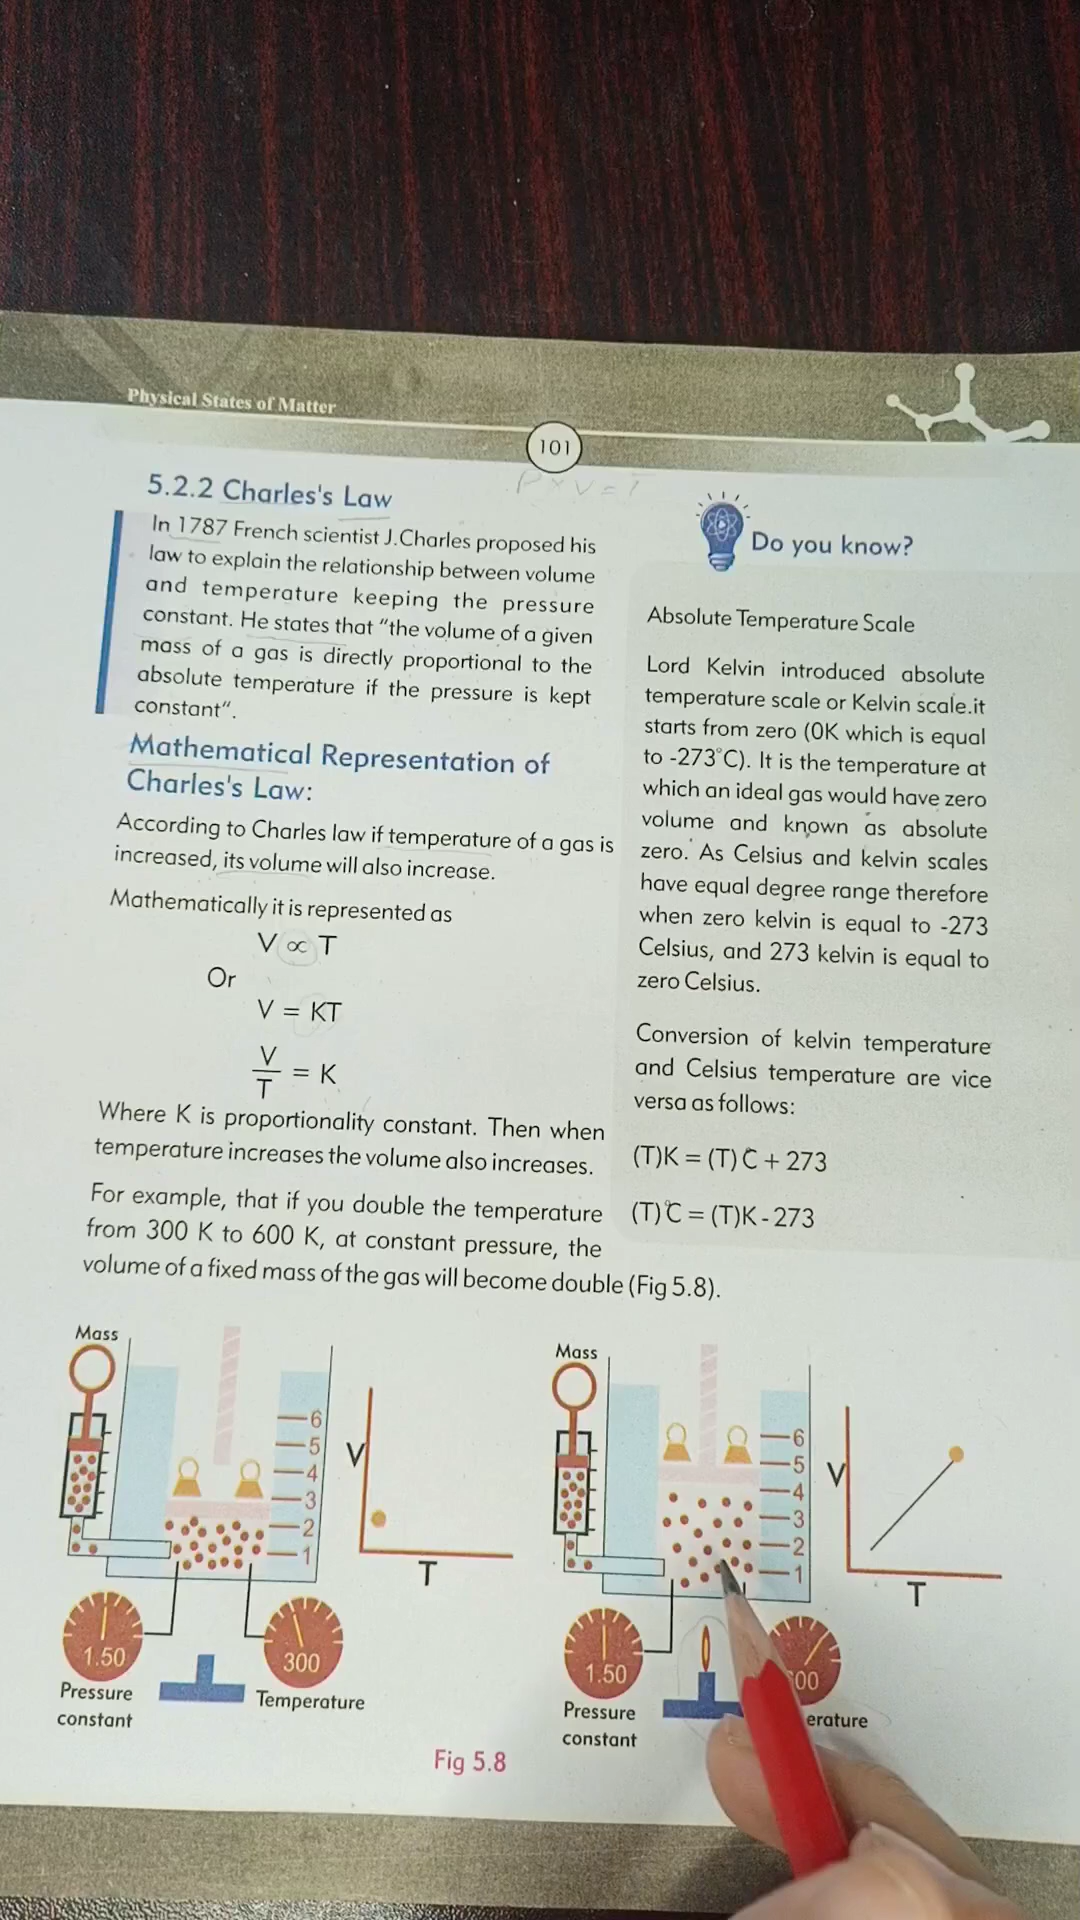 Physical States of Matter
101
P × V =
5.2.2 Charles's Law
In 1787 French scientist J.Charles proposed his
law to explain the relationship between volume
and temperature keeping the pressure
constant. He states that "the volume of a given
mass of a gas is directly proportional to the
absolute temperature if the pressure is kept
constant".
Mathematical Representation of
Charles's Law:
According to Charles law if temperature of a gas is
increased, its volume will also increase.
Mathematically it is represented as
V ∝ T
Or
V = KT
V
T
= K
Where K is proportionality constant. Then when
temperature increases the volume also increases.
For example, that if you double the temperature
from 300 K to 600 K, at constant pressure, the
volume of a fixed mass of the gas will become double (Fig 5.8).
Do you know?
Absolute Temperature Scale
Lord Kelvin introduced absolute
temperature scale or Kelvin scale.it
starts from zero (0K which is equal
to -273°C). It is the temperature at
which an ideal gas would have zero
volume and known as absolute
zero. As Celsius and kelvin scales
have equal degree range therefore
when zero kelvin is equal to -273
Celsius, and 273 kelvin is equal to
zero Celsius.
Conversion of kelvin temperature
and Celsius temperature are vice
versa as follows:
(T)K = (T)°C + 273
(T)°C = (T)K - 273
Mass
6
5
4
3
2
1
V
T
1.50
300
Pressure
constant
Temperature
Mass
6
5
4
3
2
1
V
T
1.50
00
Pressure
constant
erature
Fig 5.8